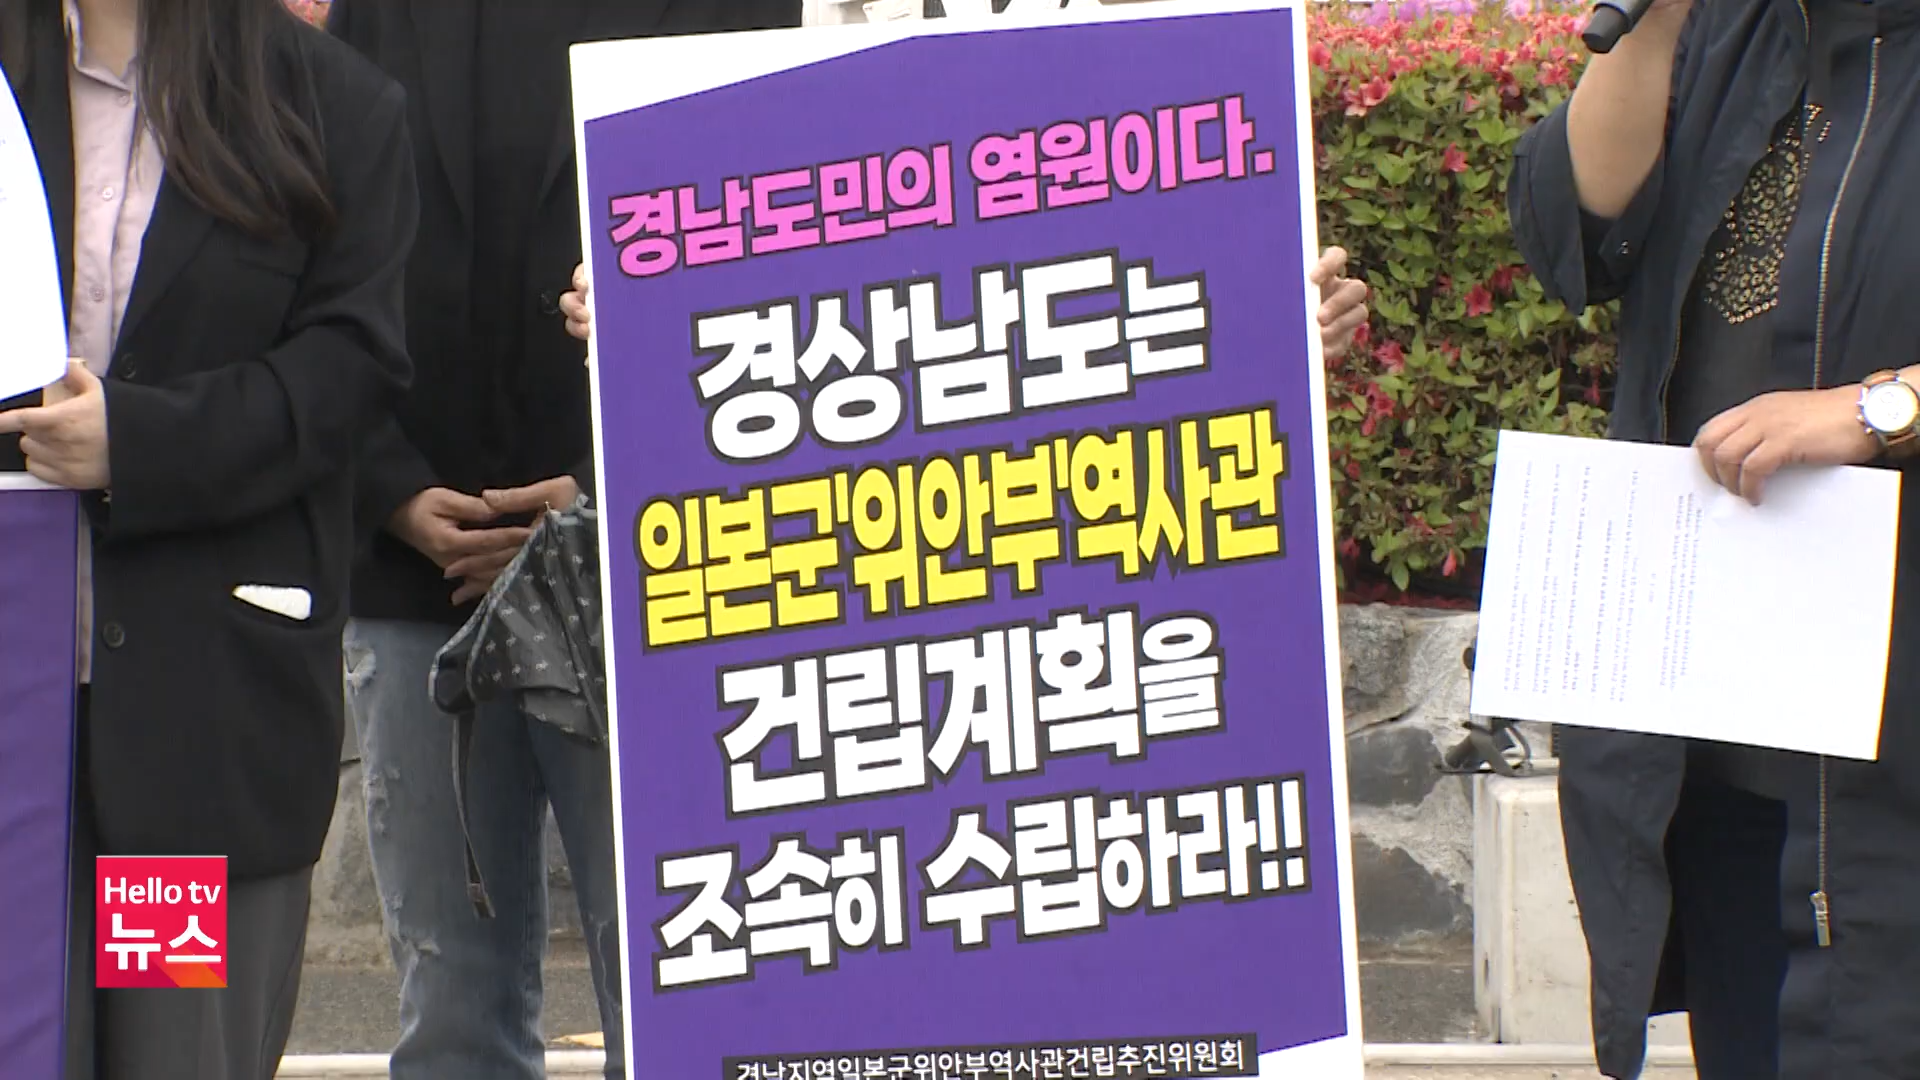 경남도민의 염원이다.
경상남도는
일본군'위안부'역사관
건립계획을
조속히 수립하라!!
경남지역일본군위안부역사관건립추진위원회
Hello tv
뉴스